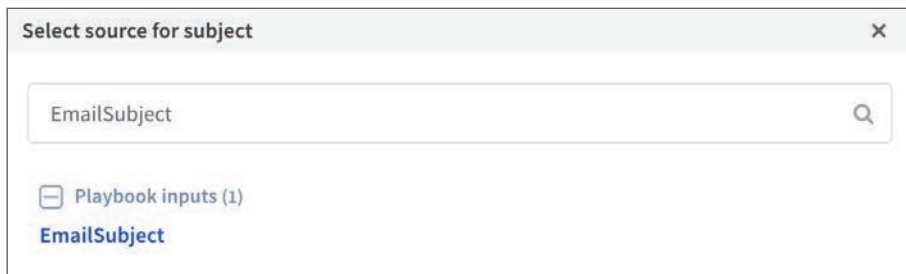 Select source for subject
EmailSubject
Playbook inputs (1)
EmailSubject